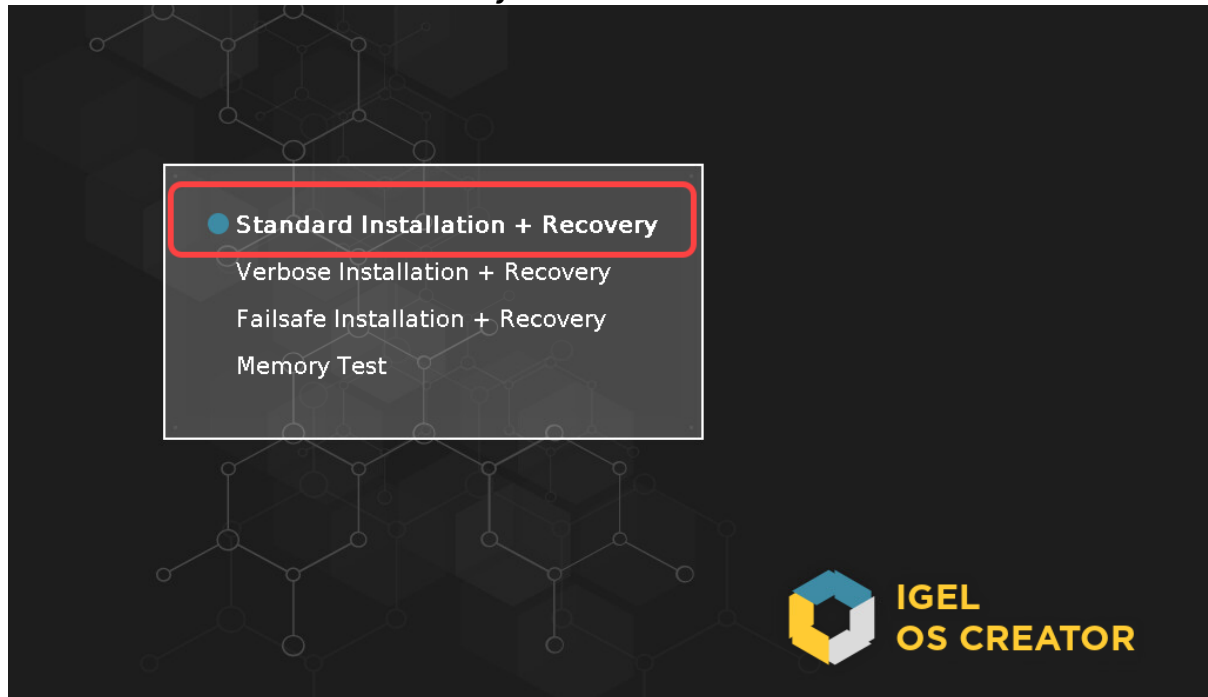 Standard Installation + Recovery
Verbose Installation + Recovery
Failsafe Installation + Recovery
Memory Test
IGEL
OS CREATOR